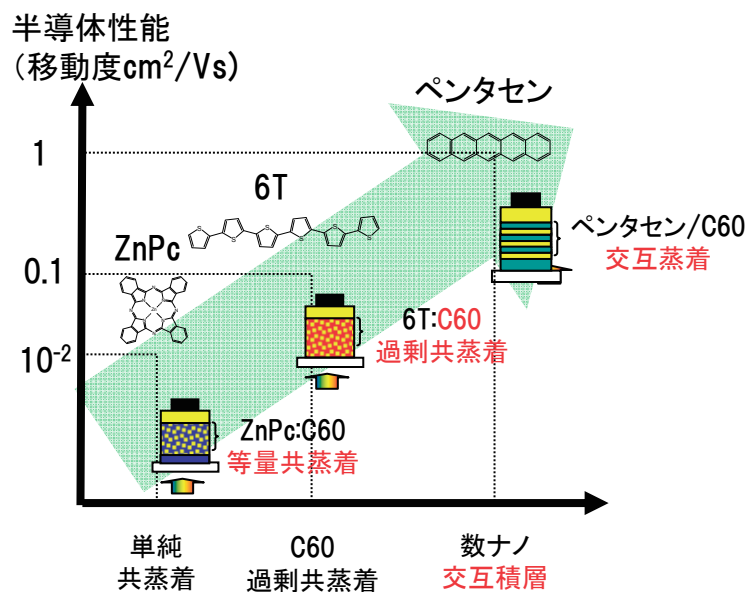 半導体性能
(移動度cm²/Vs)
ペンタセン
1
6T
ZnPc
ペンタセン/C60
交互蒸着
0.1
6T:C60
過剰共蒸着
10⁻²
ZnPc:C60
等量共蒸着
単純
共蒸着
C60
過剰共蒸着
数ナノ
交互積層